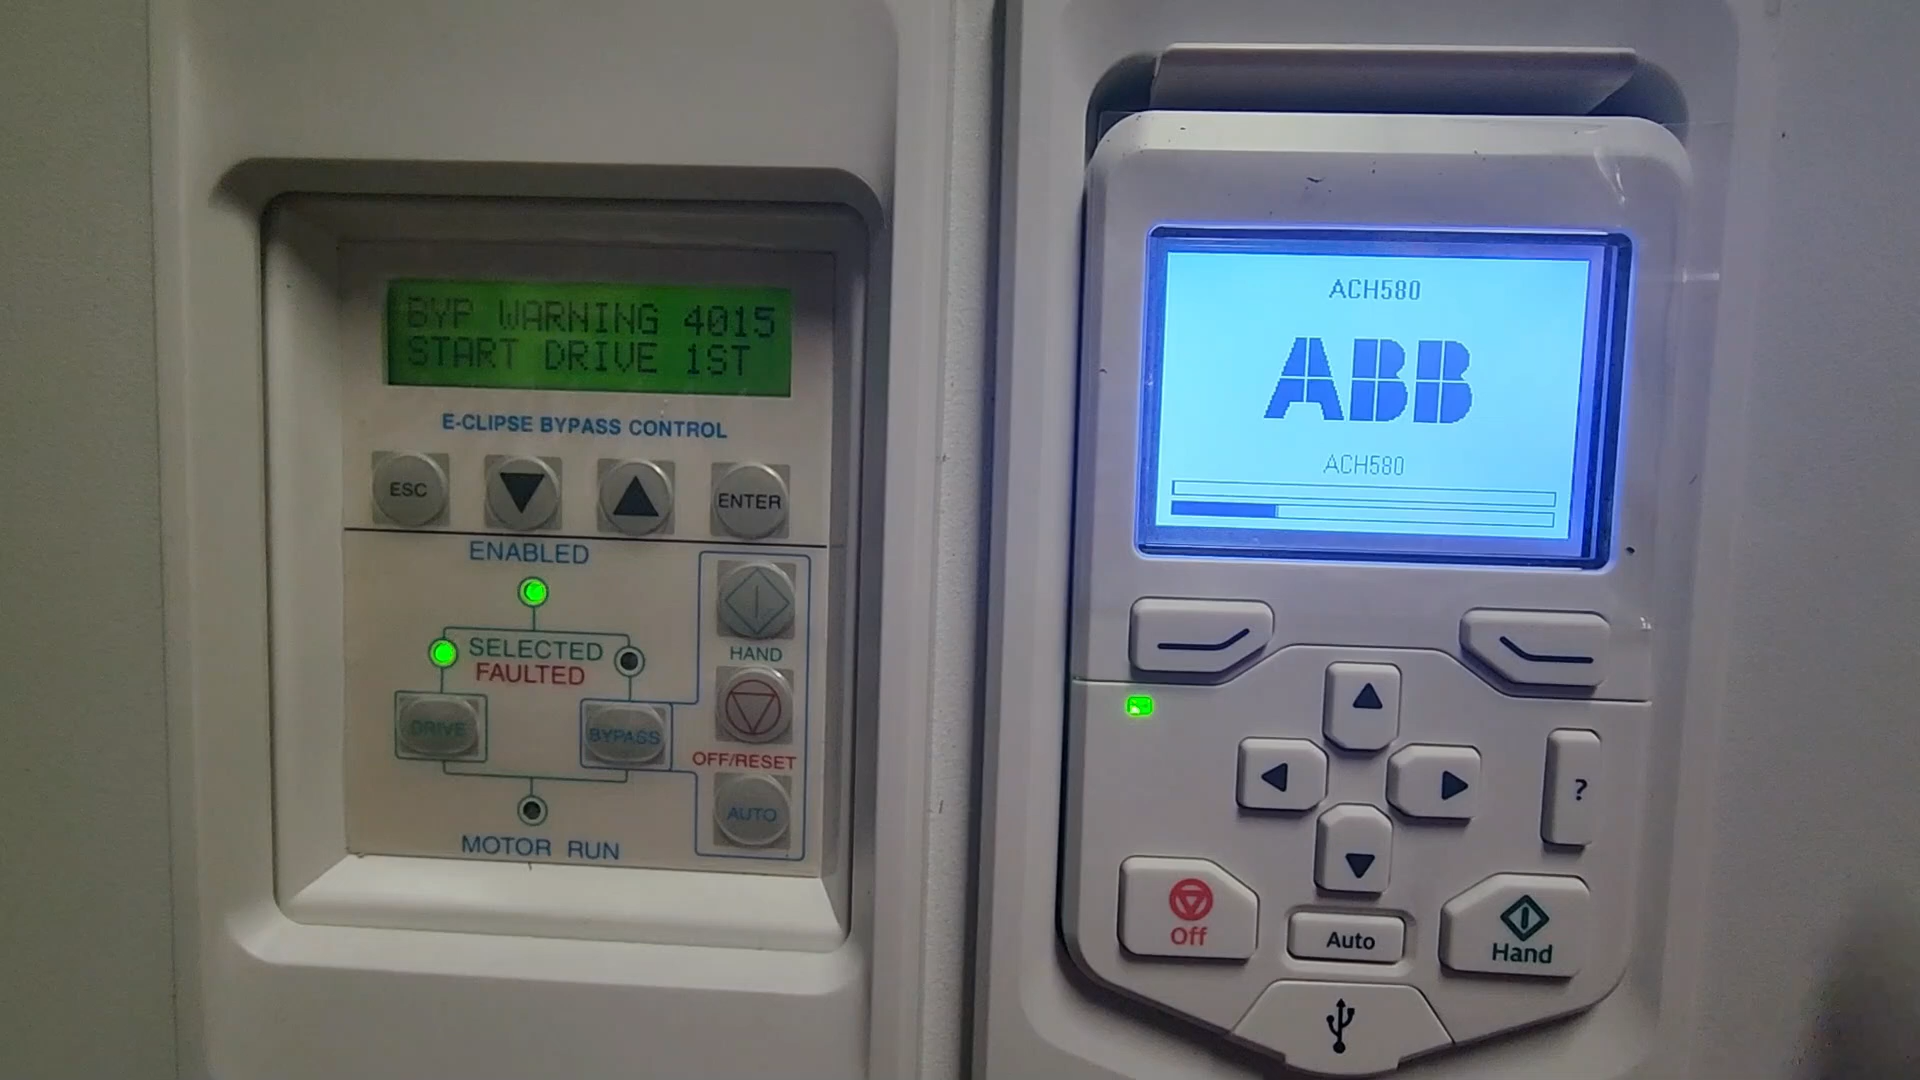 BYP WARNING 4015
START DRIVE 1ST
E-CLIPSE BYPASS CONTROL
ESC
ENTER
ENABLED
SELECTED
FAULTED
HAND
DRIVE
BYPASS
OFF/RESET
AUTO
MOTOR RUN
ACH580
ABB
ACH580
?
Off
Auto
Hand